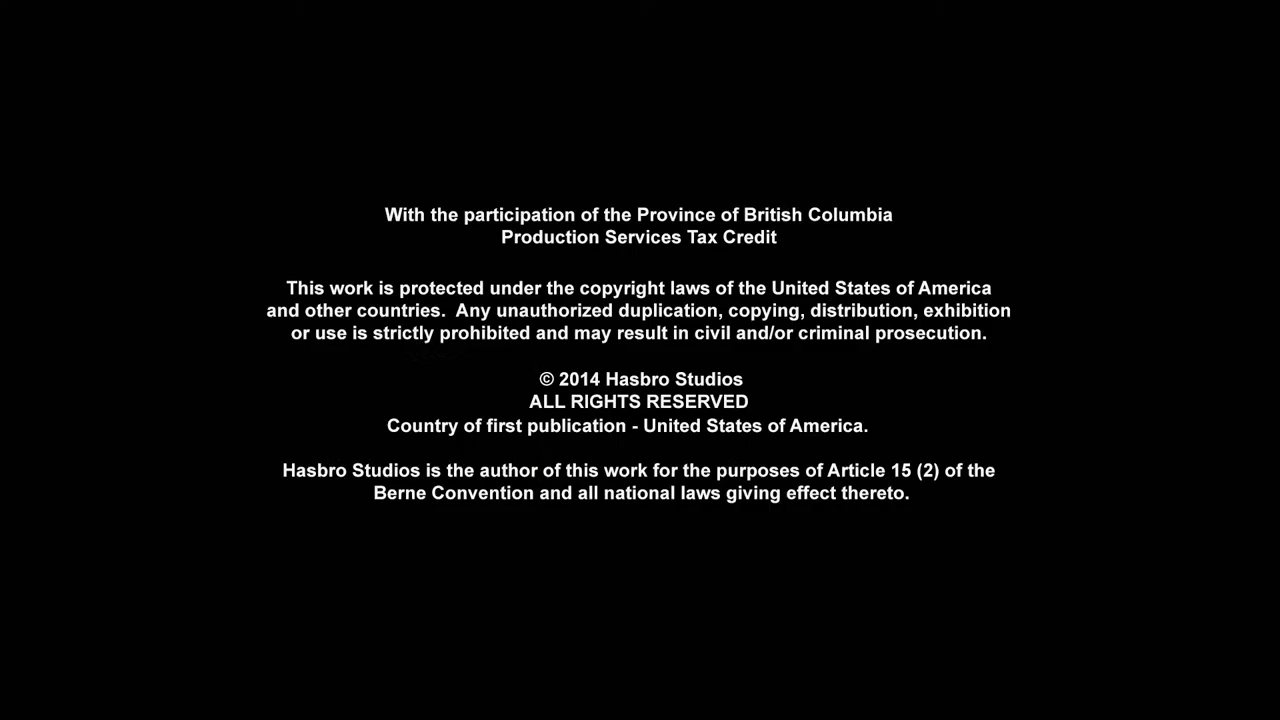 With the participation of the Province of British Columbia
Production Services Tax Credit
This work is protected under the copyright laws of the United States of America
and other countries.  Any unauthorized duplication, copying, distribution, exhibition
or use is strictly prohibited and may result in civil and/or criminal prosecution.
© 2014 Hasbro Studios
ALL RIGHTS RESERVED
Country of first publication - United States of America.
Hasbro Studios is the author of this work for the purposes of Article 15 (2) of the
Berne Convention and all national laws giving effect thereto.